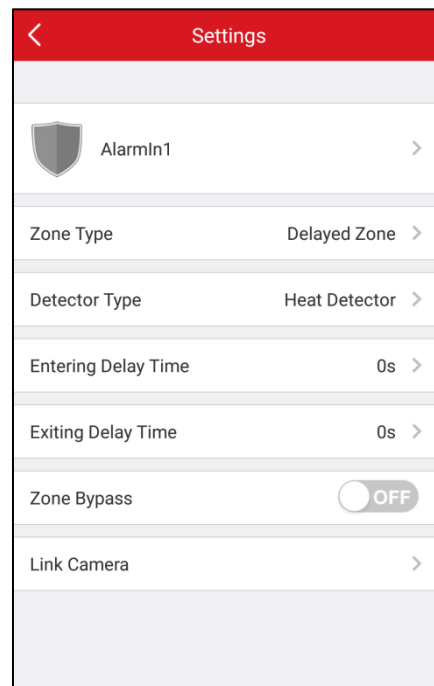 Settings
AlarmIn1
Zone Type Delayed Zone
Detector Type Heat Detector
Entering Delay Time 0s
Exiting Delay Time 0s
Zone Bypass OFF
Link Camera